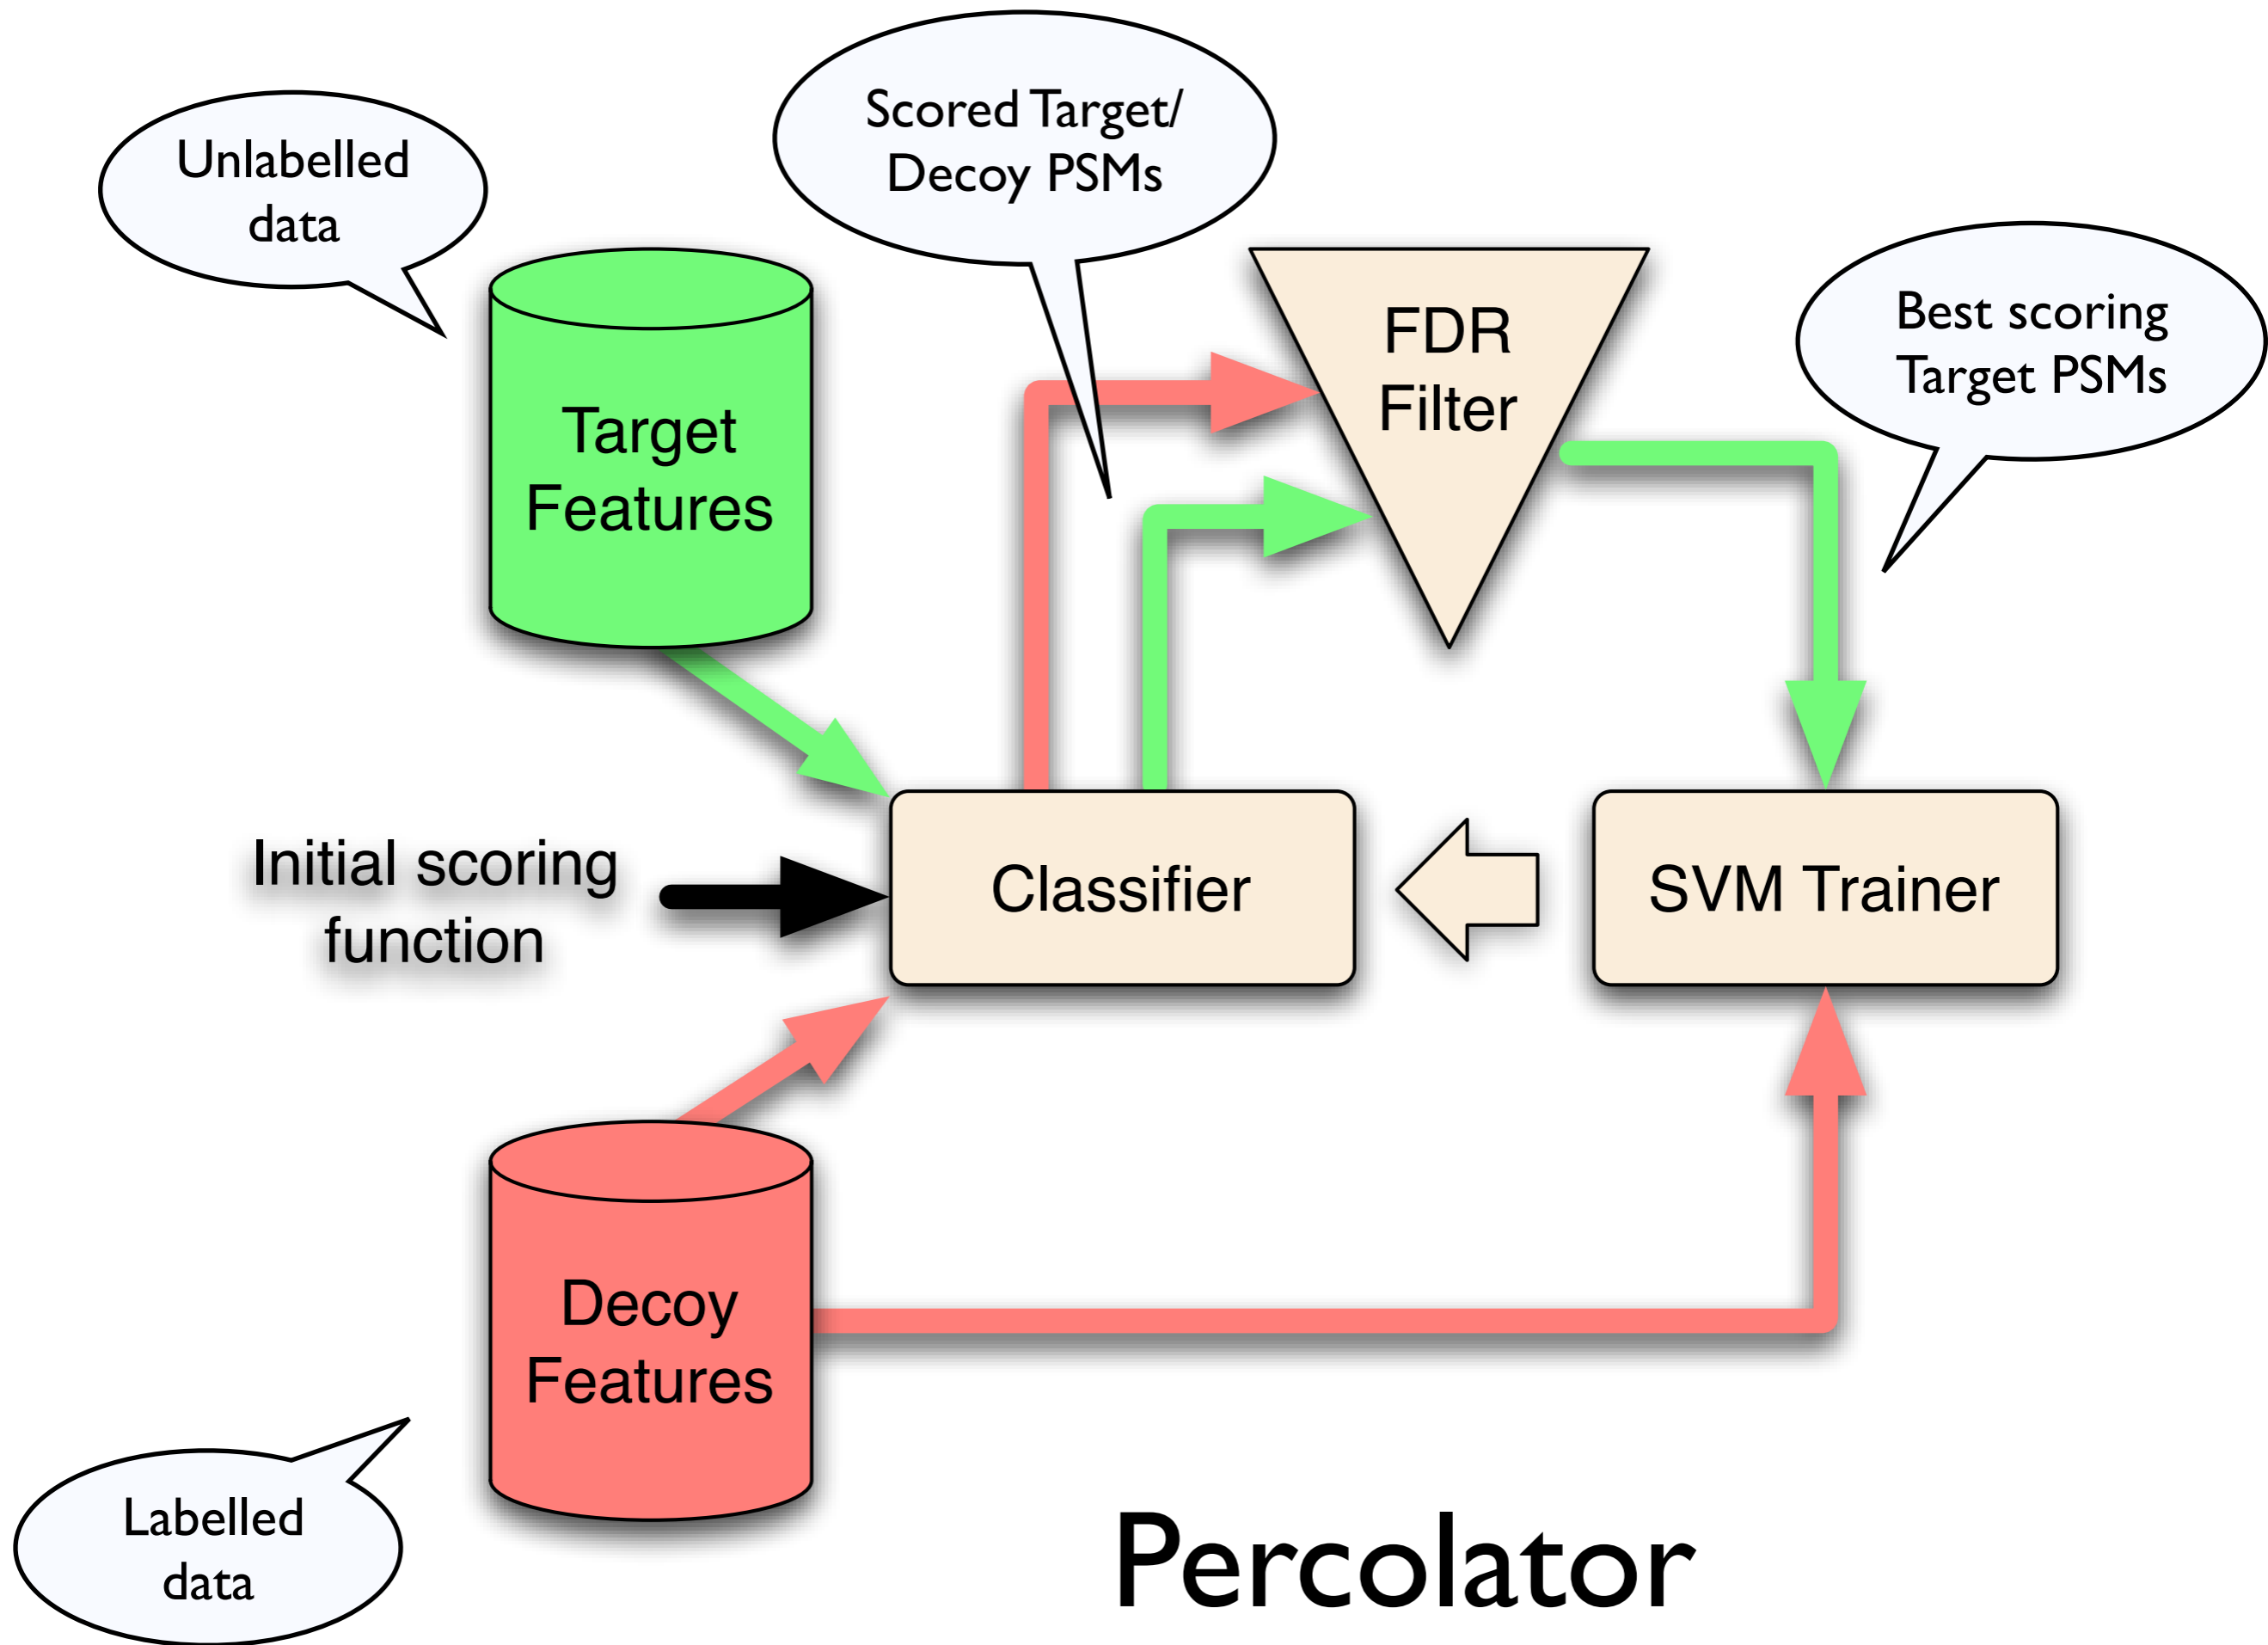 Unlabelled
data
Scored Target/
Decoy PSMs
FDR
Filter
Best scoring
Target PSMs
Target
Features
Initial scoring
function
Classifier
SVM Trainer
Decoy
Features
Labelled
data
Percolator